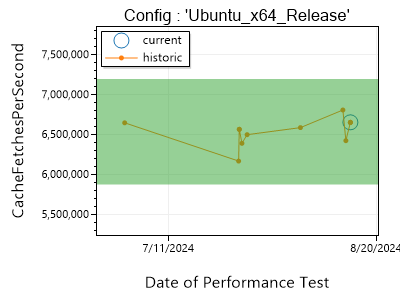 Config : 'Ubuntu_x64_Release'
current
historic
CacheFetchesPerSecond
7,500,000
7,000,000
6,500,000
6,000,000
5,500,000
7/11/2024
8/20/2024
Date of Performance Test